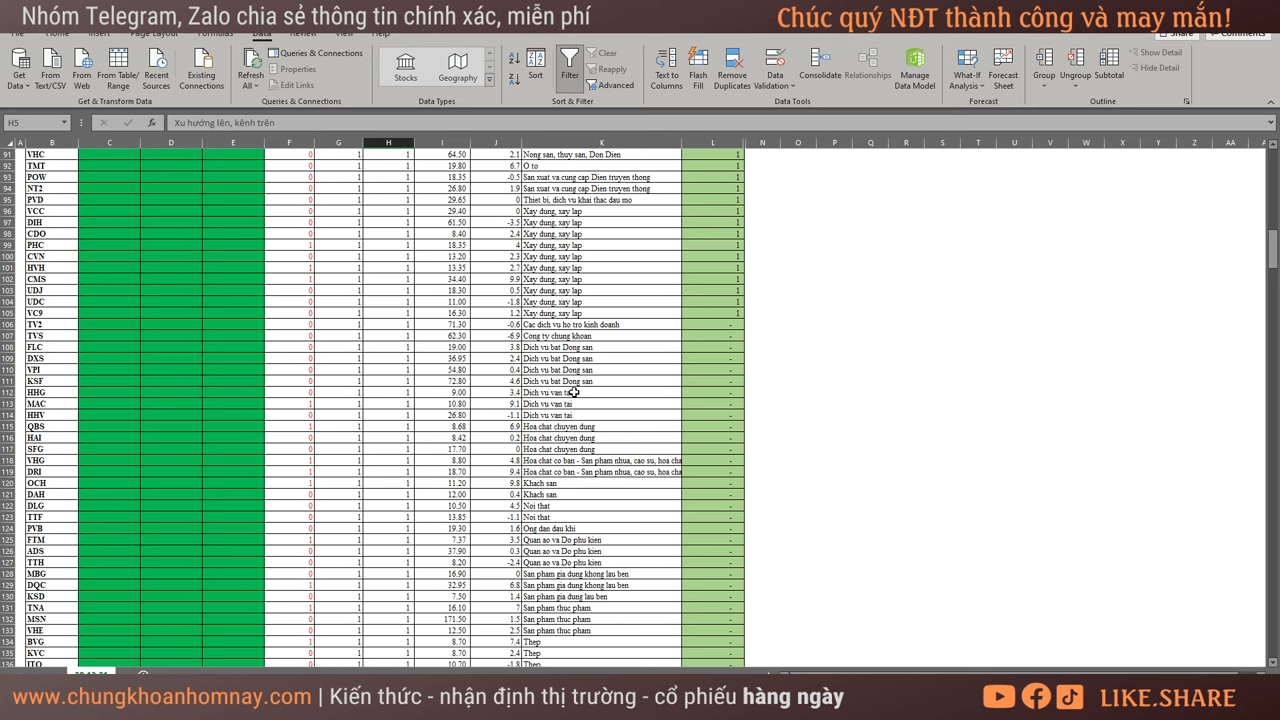 Nhóm Telegram, Zalo chia sẻ thông tin chính xác, miễn phí
Chúc quý NĐT thành công và may mắn!
Get Data
From Text/CSV
From Web
From Table/ Range
Recent Sources
Existing Connections
Get & Transform Data
Refresh All
Queries & Connections
Properties
Edit Links
Queries & Connections
Stocks
Geography
Data Types
Sort
Filter
Clear
Reapply
Advanced
Sort & Filter
Text to Columns
Flash Fill
Remove Duplicates
Data Validation
Consolidate
Relationships
Manage Data Model
Data Tools
What-If Analysis
Forecast Sheet
Forecast
Group
Ungroup
Subtotal
Show Detail
Hide Detail
Outline
H5
fx
Xu hướng lên, kênh trên
A B C D E F G H I J K L M N O P Q R S T U V W X Y Z AA
91 VHC 0 1 1 64.50 2.1 Nong san, thuy san, Don Dien 1
92 TMT 0 1 1 19.80 6.7 O to 1
93 POW 0 1 1 18.35 -0.5 San xuat va cung cap Dien truyen thong 1
94 NT2 0 1 1 26.80 1.9 San xuat va cung cap Dien truyen thong 1
95 PVD 0 1 1 29.65 0 Thiet bi, dich vu khai thac dau mo 1
96 VCC 0 1 1 29.40 0 Xay dung, xay lap 1
97 DIH 0 1 1 61.50 -3.5 Xay dung, xay lap 1
98 CDO 0 1 1 8.40 2.4 Xay dung, xay lap 1
99 PHC 1 1 1 18.35 4 Xay dung, xay lap 1
100 CVN 0 1 1 13.20 2.3 Xay dung, xay lap 1
101 HVH 1 1 1 13.35 2.7 Xay dung, xay lap 1
102 CMS 1 1 1 34.40 9.9 Xay dung, xay lap 1
103 UDJ 0 1 1 18.30 0.5 Xay dung, xay lap 1
104 UDC 0 1 1 11.00 -1.8 Xay dung, xay lap 1
105 VC9 0 1 1 16.30 1.2 Xay dung, xay lap 1
106 TV2 0 1 1 71.30 -0.6 Cac dich vu ho tro kinh doanh -
107 TVS 0 1 1 62.30 -6.9 Cong ty chung khoan -
108 FLC 0 1 1 19.00 3.8 Dich vu bat Dong san -
109 DXS 0 1 1 36.95 2.4 Dich vu bat Dong san -
110 VPI 0 1 1 54.80 0.4 Dich vu bat Dong san -
111 KSF 0 1 1 72.80 4.6 Dich vu bat Dong san -
112 HHG 0 1 1 9.00 3.4 Dich vu van tai -
113 MAC 1 1 1 10.80 9.1 Dich vu van tai -
114 HHV 0 1 1 26.80 -1.1 Dich vu van tai -
115 QBS 1 1 1 8.68 6.9 Hoa chat chuyen dung -
116 HAI 0 1 1 8.42 0.2 Hoa chat chuyen dung -
117 SFG 0 1 1 17.70 0 Hoa chat chuyen dung -
118 VHG 1 1 1 8.80 4.8 Hoa chat co ban - San pham nhua, cao su, hoa cha -
119 DRI 1 1 1 18.70 9.4 Hoa chat co ban - San pham nhua, cao su, hoa cha -
120 OCH 1 1 1 11.20 9.8 Khach san -
121 DAH 0 1 1 12.00 0.4 Khach san -
122 DLG 0 1 1 10.50 4.5 Noi that -
123 TTF 0 1 1 13.85 -1.1 Noi that -
124 PVB 0 1 1 19.30 1.6 Ong dan dau khi -
125 FTM 1 1 1 7.37 3.5 Quan ao va Do phu kien -
126 ADS 0 1 1 37.90 0.3 Quan ao va Do phu kien -
127 TTH 0 1 1 8.20 -2.4 Quan ao va Do phu kien -
128 MBG 0 1 1 16.90 0 San pham gia dung khong lau ben -
129 DQC 1 1 1 32.95 6.8 San pham gia dung khong lau ben -
130 KSD 0 1 1 7.50 1.4 San pham gia dung lau ben -
131 TNA 1 1 1 16.10 7 San pham thuc pham -
132 MSN 0 1 1 171.50 1.5 San pham thuc pham -
133 VHE 0 1 1 12.50 2.5 San pham thuc pham -
134 BVG 1 1 1 8.70 7.4 Thep -
135 KVC 0 1 1 8.70 2.4 Thep -
136 ITQ 0 1 1 10.70 -1.8 Thep -
www.chungkhoanhomnay.com | Kiến thức - nhận định thị trường - cổ phiếu hàng ngày
LIKE.SHARE